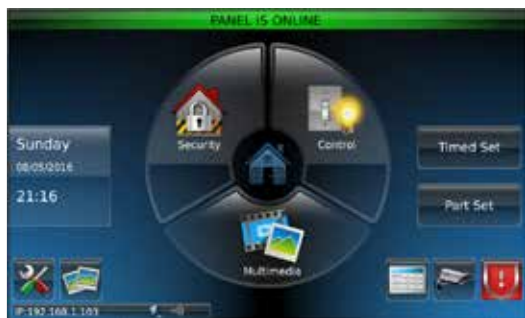 PANEL IS ONLINE
Security
Control
Sunday
08/05/2016
21:16
Timed Set
Part Set
Multimedia
IP:192.168.1.103